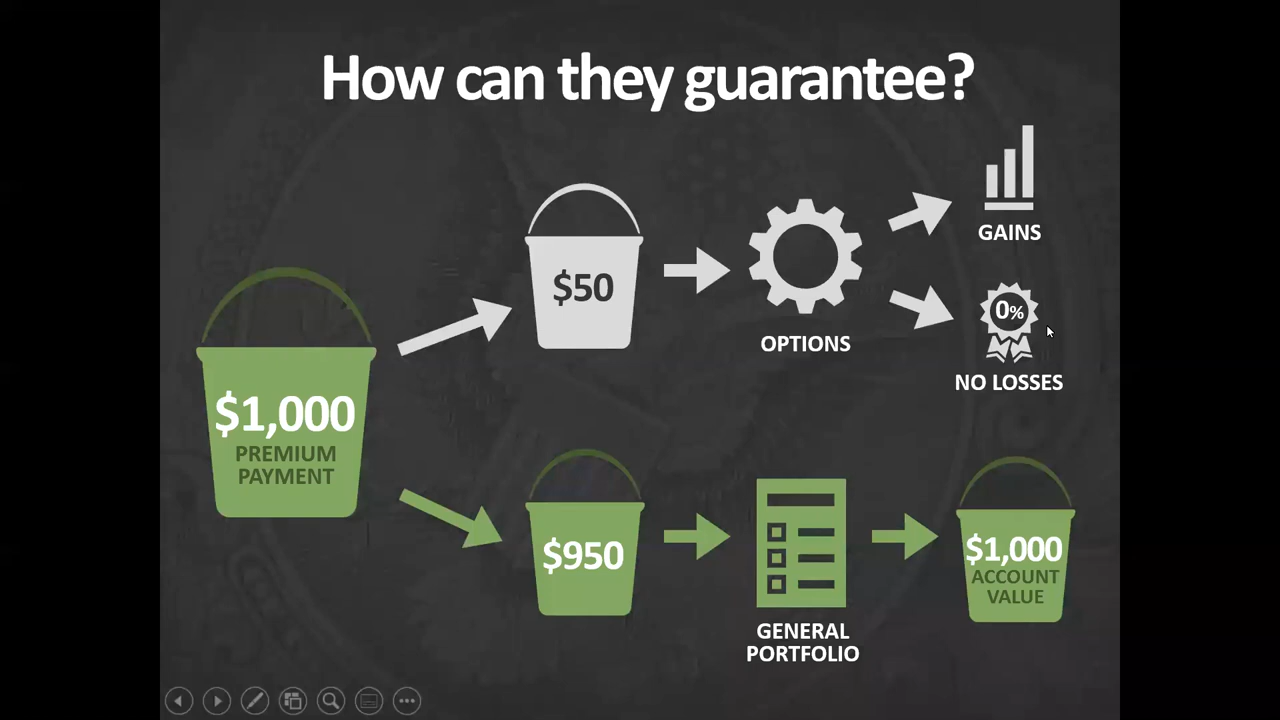 How can they guarantee?
$50
OPTIONS
GAINS
0%
NO LOSSES
$1,000
PREMIUM
PAYMENT
$950
GENERAL
PORTFOLIO
$1,000
ACCOUNT
VALUE